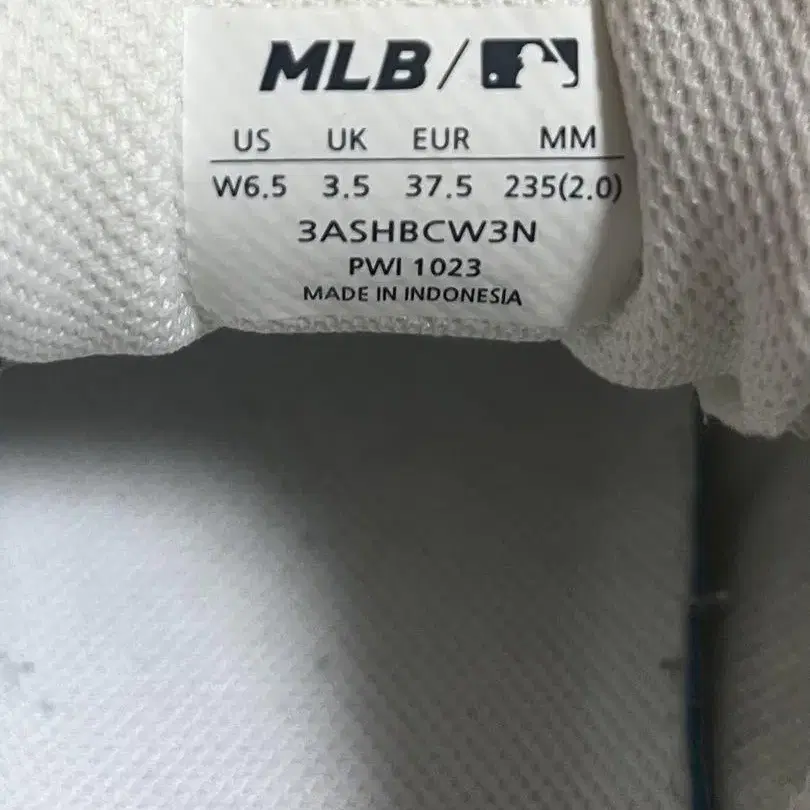 MLB/
US UK EUR MM
W6.5 3.5 37.5 235(2.0)
3ASHBCW3N
PWI 1023
MADE IN INDONESIA